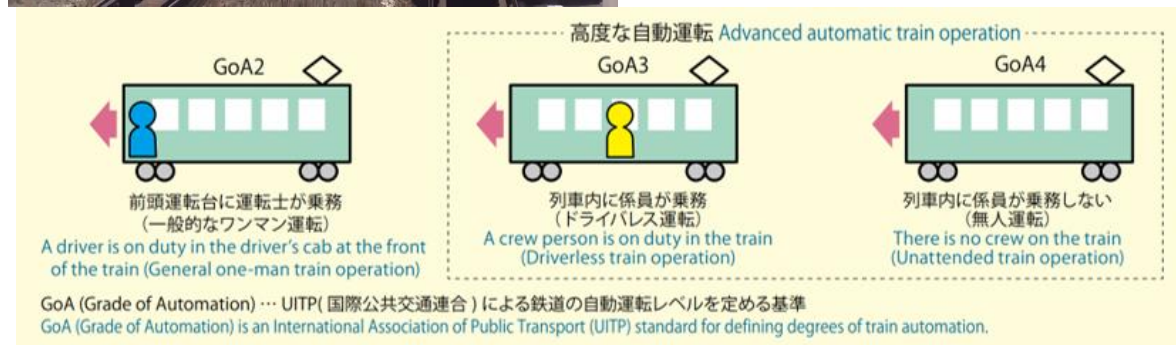 高度な自動運転 Advanced automatic train operation
GoA2
GoA3
GoA4
前頭運転台に運転士が乗務
（一般的なワンマン運転）
A driver is on duty in the driver's cab at the front
of the train (General one-man train operation)
列車内に係員が乗務
（ドライバレス運転）
A crew person is on duty in the train
(Driverless train operation)
列車内に係員が乗務しない
（無人運転）
There is no crew on the train
(Unattended train operation)
GoA (Grade of Automation) … UITP( 国際公共交通連合 ) による鉄道の自動運転レベルを定める基準
GoA (Grade of Automation) is an International Association of Public Transport (UITP) standard for defining degrees of train automation.